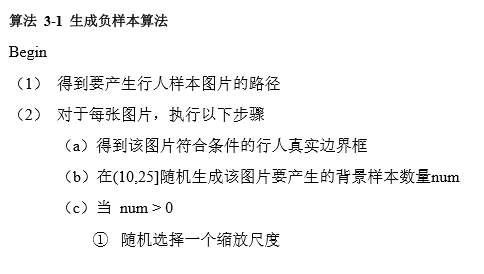 算法 3-1 生成负样本算法
Begin
（1） 得到要产生行人样本图片的路径
（2） 对于每张图片，执行以下步骤
（a）得到该图片符合条件的行人真实边界框
（b）在(10,25]随机生成该图片要产生的背景样本数量num
（c）当 num > 0
① 随机选择一个缩放尺度